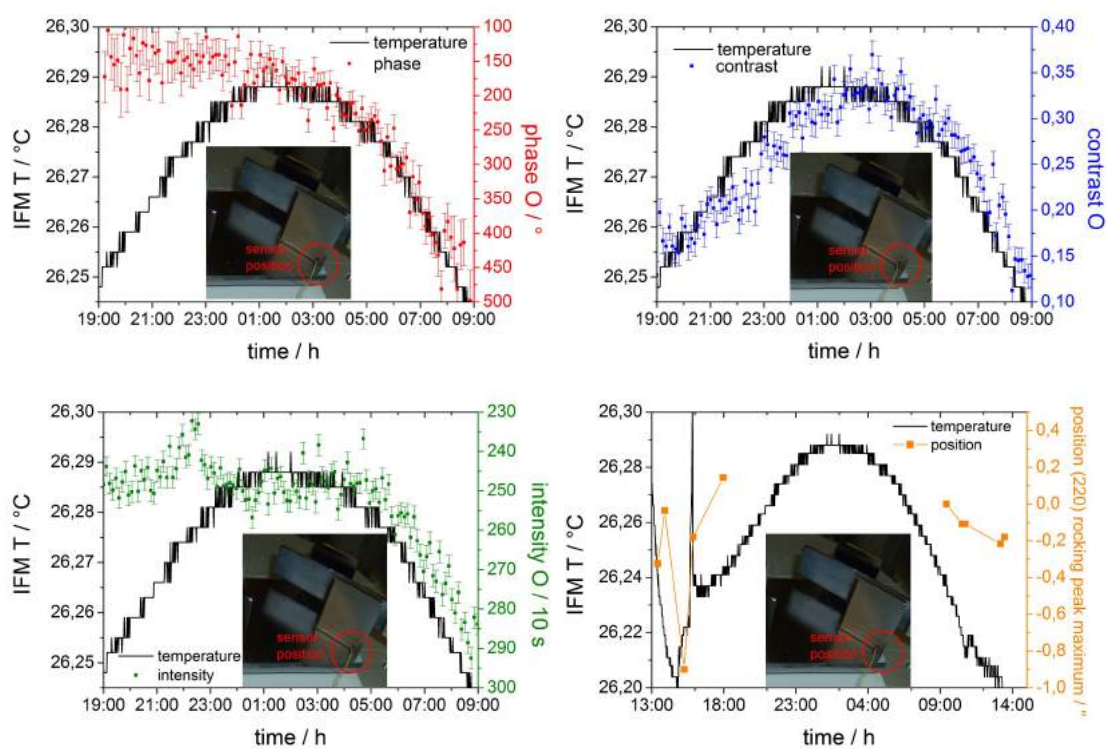 26,30
26,29
26,28
26,27
26,26
26,25
IFM T / °C
temperature
phase
sensor
position
100
150
200
250
300
350
400
450
500
phase O / °
19:00 21:00 23:00 01:00 03:00 05:00 07:00 09:00
time / h
26,30
26,29
26,28
26,27
26,26
26,25
IFM T / °C
temperature
contrast
sensor
position
0,40
0,35
0,30
0,25
0,20
0,15
0,10
contrast O
19:00 21:00 23:00 01:00 03:00 05:00 07:00 09:00
time / h
26,30
26,29
26,28
26,27
26,26
26,25
IFM T / °C
sensor
position
temperature
intensity
230
240
250
260
270
280
290
300
intensity O / 10 s
19:00 21:00 23:00 01:00 03:00 05:00 07:00 09:00
time / h
26,30
26,28
26,26
26,24
26,22
26,20
IFM T / °C
temperature
position
sensor
position
0,4
0,2
0,0
-0,2
-0,4
-0,6
-0,8
-1,0
position (220) rocking peak maximum / "
13:00 18:00 23:00 04:00 09:00 14:00
time / h